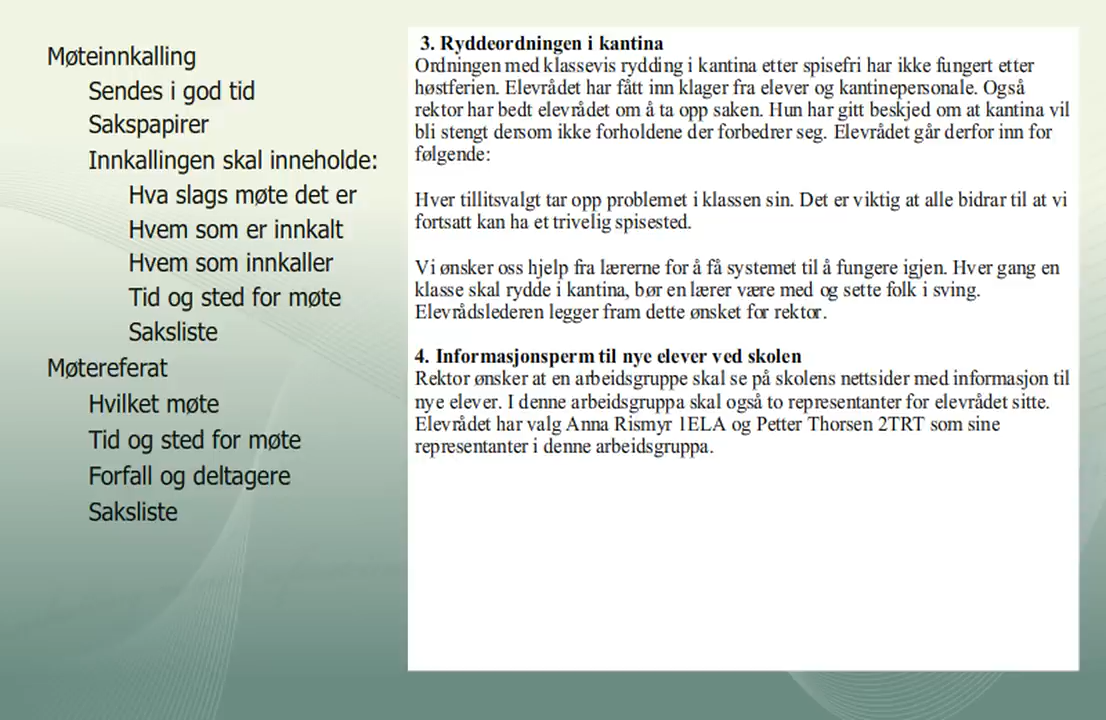 Møteinnkalling
Sendes i god tid
Sakspapirer
Innkallingen skal inneholde:
Hva slags møte det er
Hvem som er innkalt
Hvem som innkaller
Tid og sted for møte
Saksliste
Møtereferat
Hvilket møte
Tid og sted for møte
Forfall og deltagere
Saksliste
3. Ryddeordningen i kantina
Ordningen med klassevis rydding i kantina etter spisefri har ikke fungert etter
høstferien. Elevrådet har fått inn klager fra elever og kantinepersonale. Også
rektor har bedt elevrådet om å ta opp saken. Hun har gitt beskjed om at kantina vil
bli stengt dersom ikke forholdene der forbedrer seg. Elevrådet går derfor inn for
følgende:
Hver tillitsvalgt tar opp problemet i klassen sin. Det er viktig at alle bidrar til at vi
fortsatt kan ha et trivelig spisested.
Vi ønsker oss hjelp fra lærerne for å få systemet til å fungere igjen. Hver gang en
klasse skal rydde i kantina, bør en lærer være med og sette folk i sving.
Elevrådslederen legger fram dette ønsket for rektor.
4. Informasjonsperm til nye elever ved skolen
Rektor ønsker at en arbeidsgruppe skal se på skolens nettsider med informasjon til
nye elever. I denne arbeidsgruppa skal også to representanter for elevrådet sitte.
Elevrådet har valg Anna Rismyr 1ELA og Petter Thorsen 2TRT som sine
representanter i denne arbeidsgruppa.